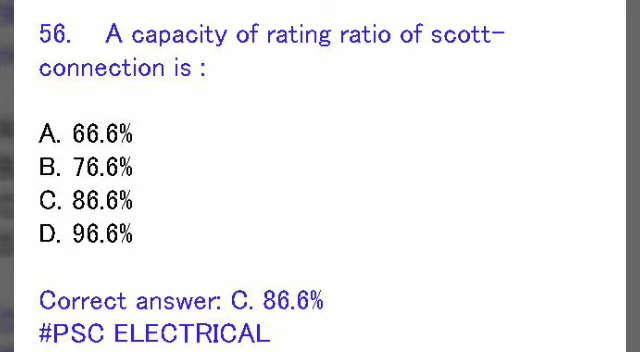 56. A capacity of rating ratio of scott-
connection is :
A. 66.6%
B. 76.6%
C. 86.6%
D. 96.6%
Correct answer: C. 86.6%
#PSC ELECTRICAL